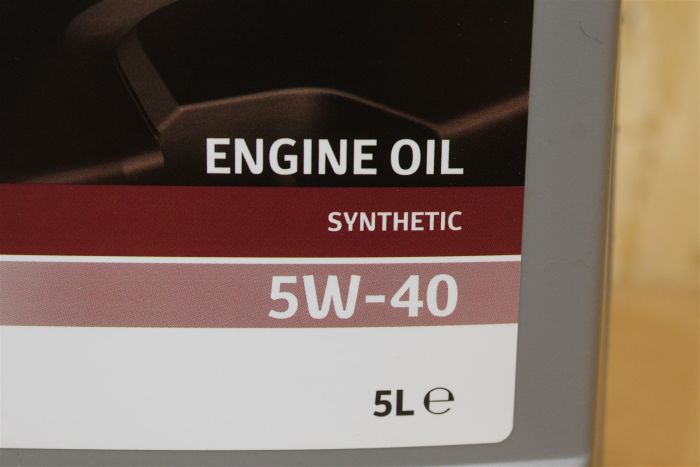 ENGINE OIL
SYNTHETIC
5W-40
5L ℮